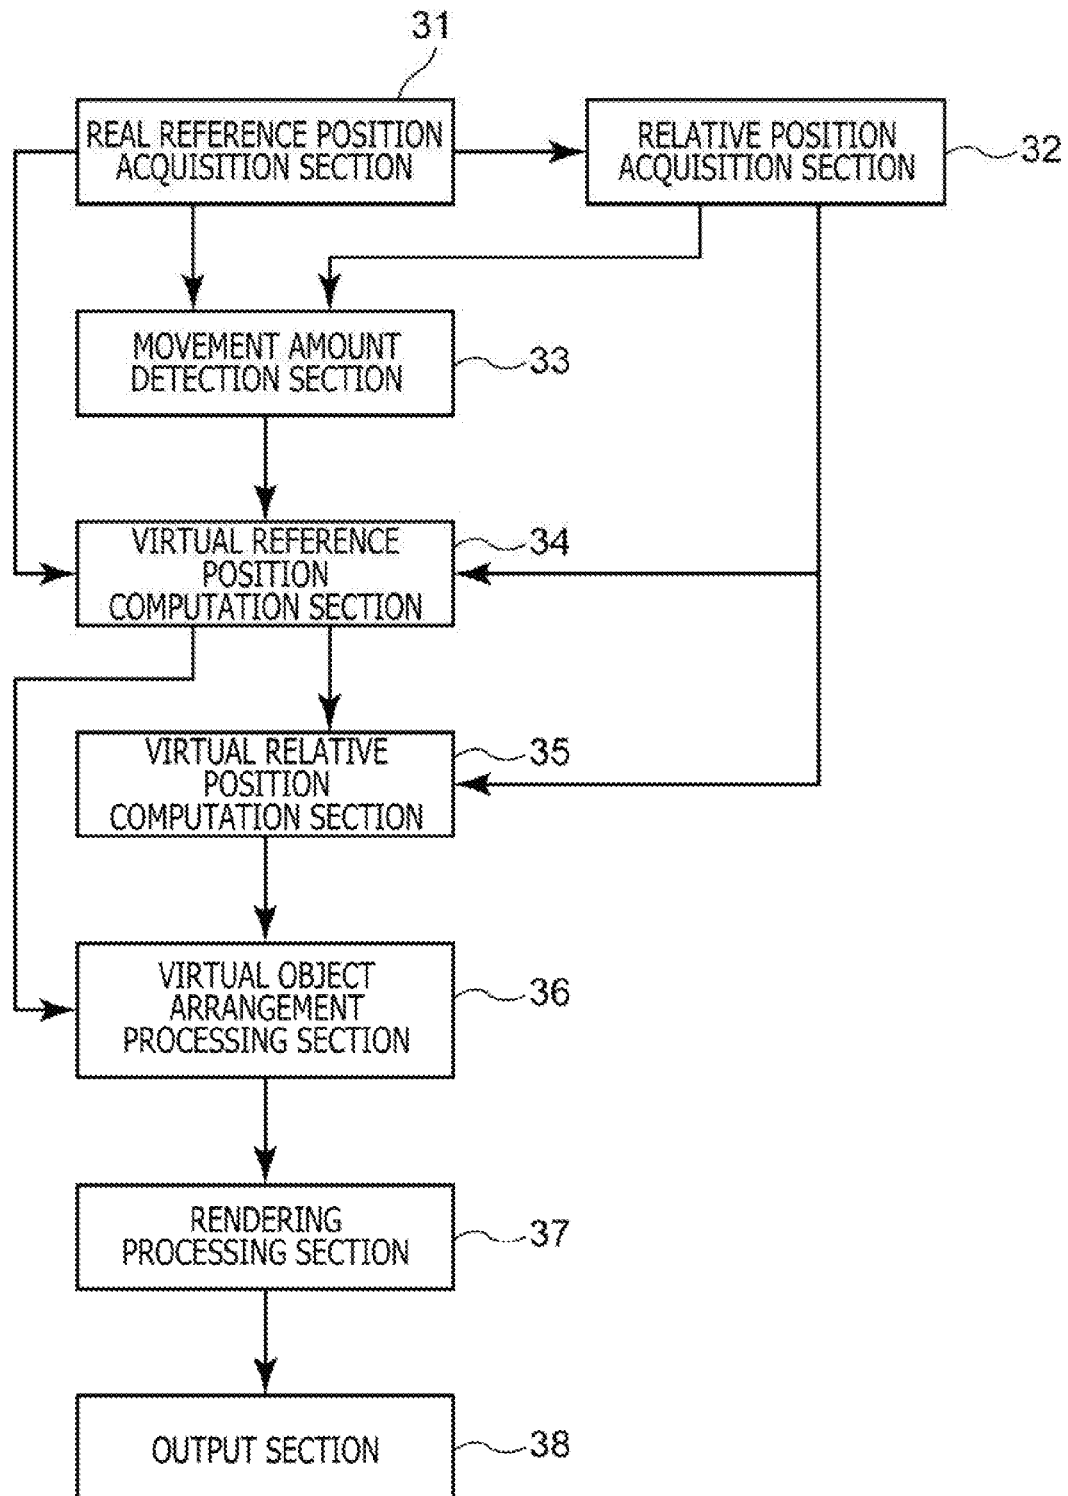 31
REAL REFERENCE POSITION
ACQUISITION SECTION
RELATIVE POSITION
ACQUISITION SECTION
32
MOVEMENT AMOUNT
DETECTION SECTION
33
VIRTUAL REFERENCE
POSITION
COMPUTATION SECTION
34
VIRTUAL RELATIVE
POSITION
COMPUTATION SECTION
35
VIRTUAL OBJECT
ARRANGEMENT
PROCESSING SECTION
36
RENDERING
PROCESSING SECTION
37
OUTPUT SECTION
38